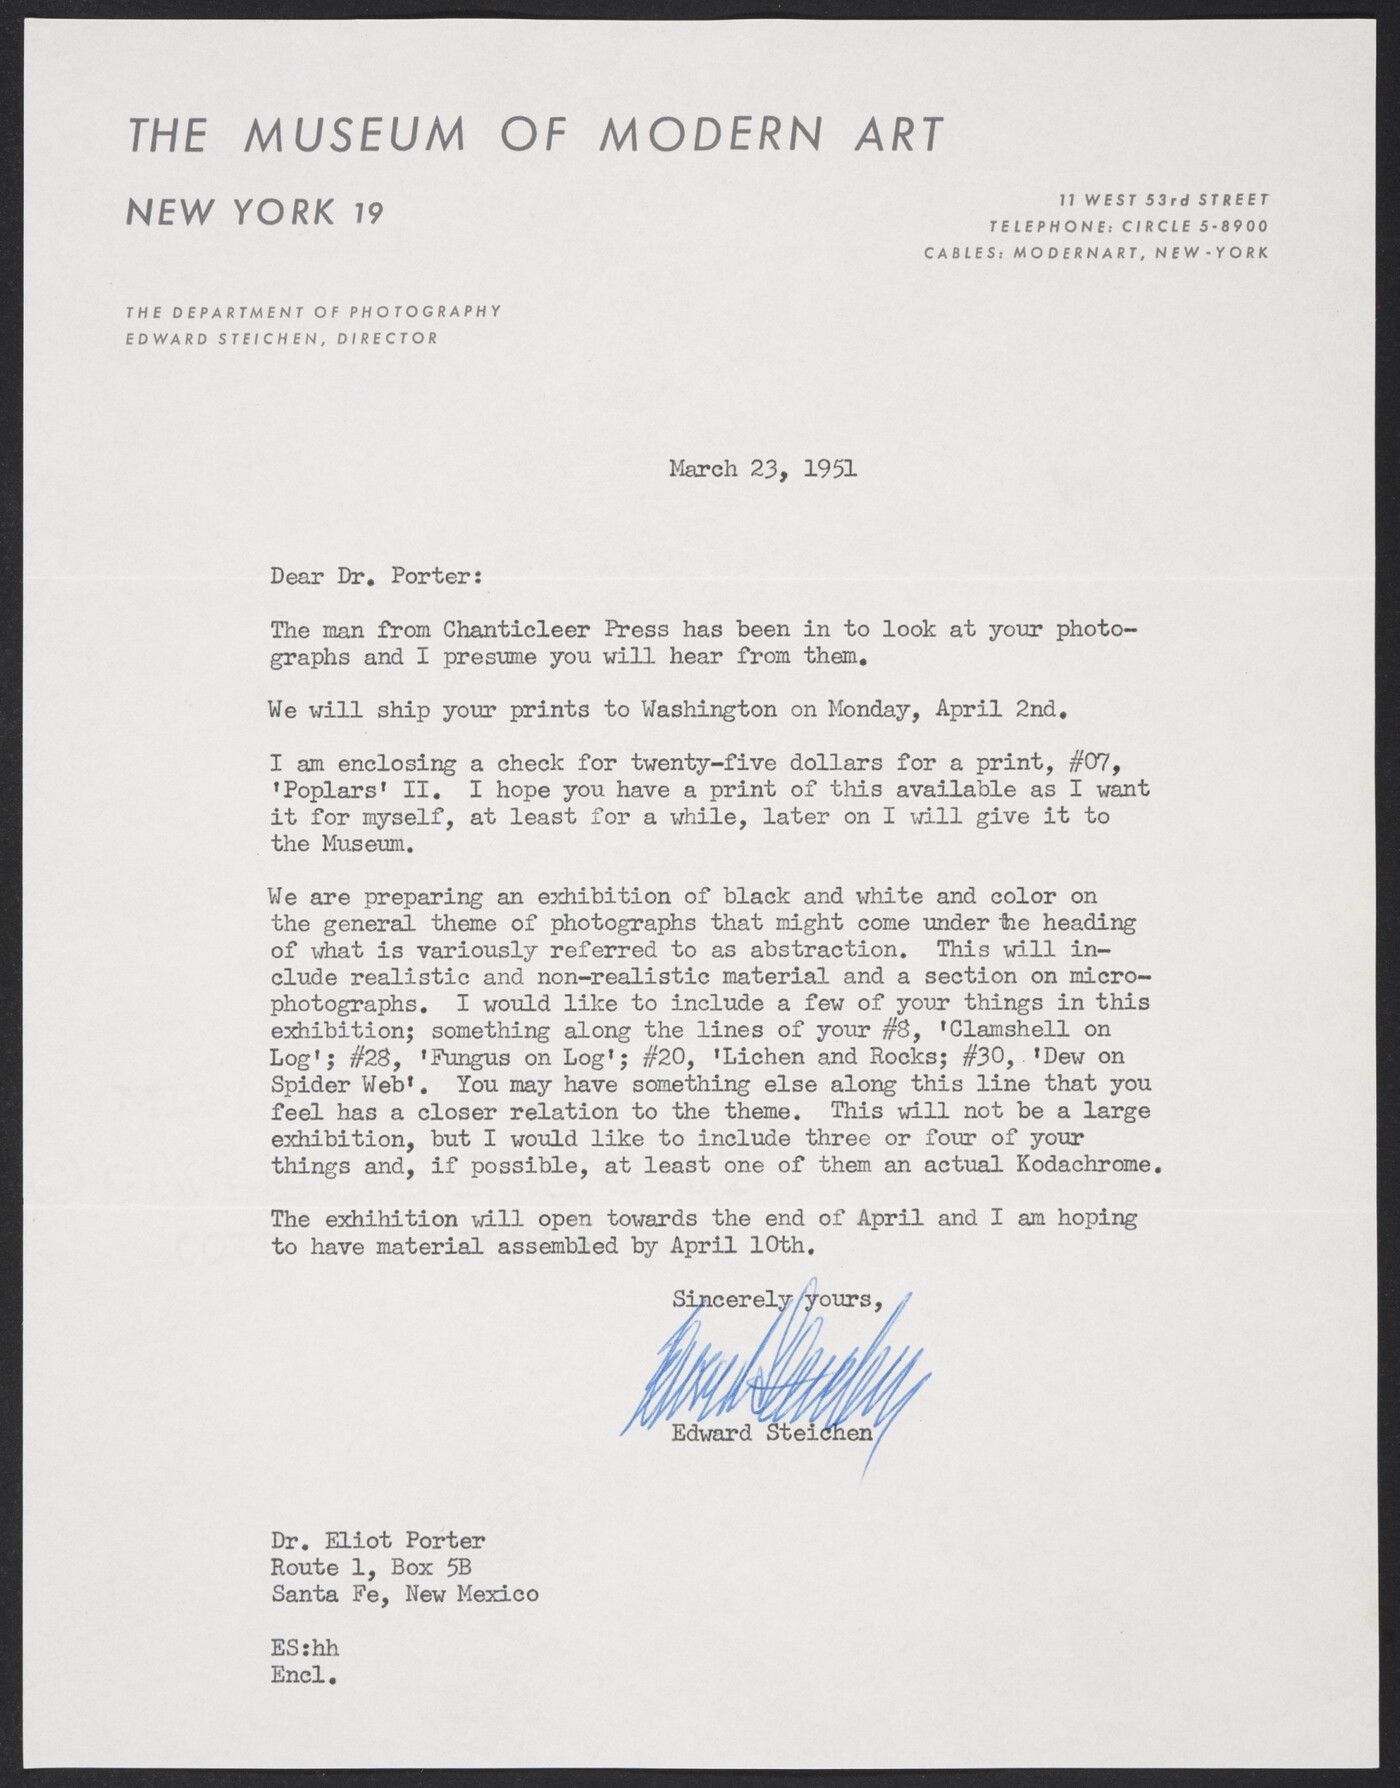 THE MUSEUM OF MODERN ART
NEW YORK 19
11 WEST 53rd STREET
TELEPHONE: CIRCLE 5-8900
CABLES: MODERNART, NEW-YORK
THE DEPARTMENT OF PHOTOGRAPHY
EDWARD STEICHEN, DIRECTOR
March 23, 1951
Dear Dr. Porter:
The man from Chanticleer Press has been in to look at your photo-
graphs and I presume you will hear from them.
We will ship your prints to Washington on Monday, April 2nd.
I am enclosing a check for twenty-five dollars for a print, #07,
'Poplars' II. I hope you have a print of this available as I want
it for myself, at least for a while, later on I will give it to
the Museum.
We are preparing an exhibition of black and white and color on
the general theme of photographs that might come under the heading
of what is variously referred to as abstraction. This will in-
clude realistic and non-realistic material and a section on micro-
photographs. I would like to include a few of your things in this
exhibition; something along the lines of your #8, 'Clamshell on
Log'; #28, 'Fungus on Log'; #20, 'Lichen and Rocks; #30, 'Dew on
Spider Web'. You may have something else along this line that you
feel has a closer relation to the theme. This will not be a large
exhibition, but I would like to include three or four of your
things and, if possible, at least one of them an actual Kodachrome.
The exhihition will open towards the end of April and I am hoping
to have material assembled by April 10th.
Sincerely yours,
Edward Steichen
Edward Steichen
Dr. Eliot Porter
Route 1, Box 5B
Santa Fe, New Mexico
ES:hh
Encl.